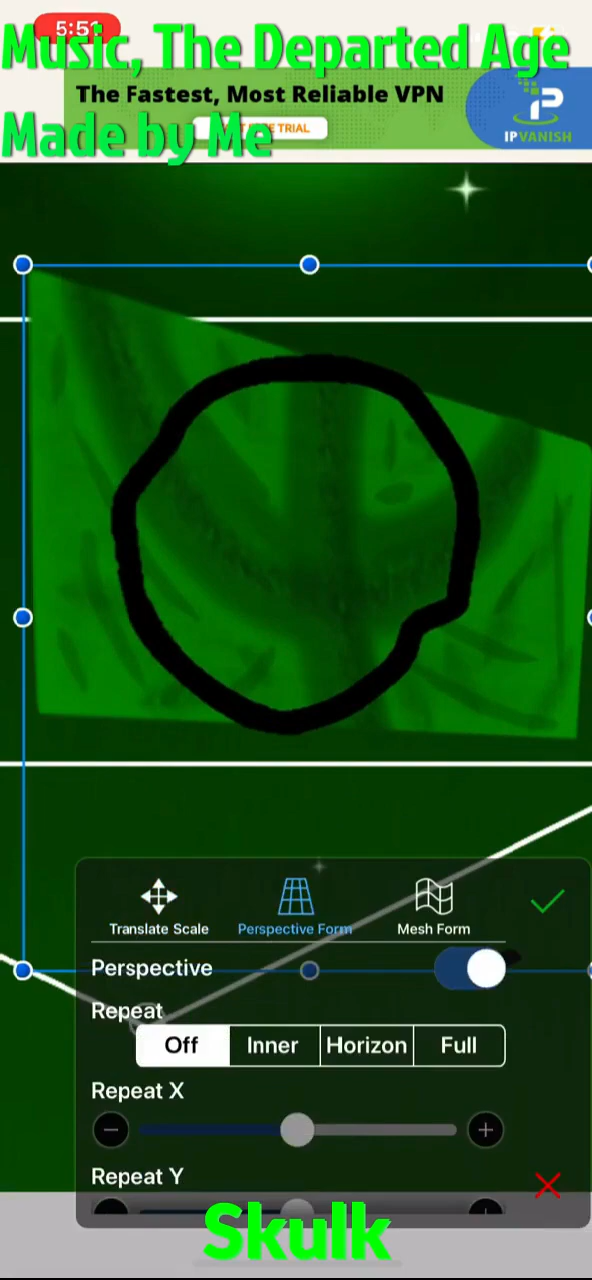 5:51
Music, The Departed Age
The Fastest, Most Reliable VPN
TRIAL
Made by Me
IPVANISH
Translate Scale
Perspective Form
Mesh Form
Perspective
Repeat
Off
Inner
Horizon
Full
Repeat X
Repeat Y
Skulk